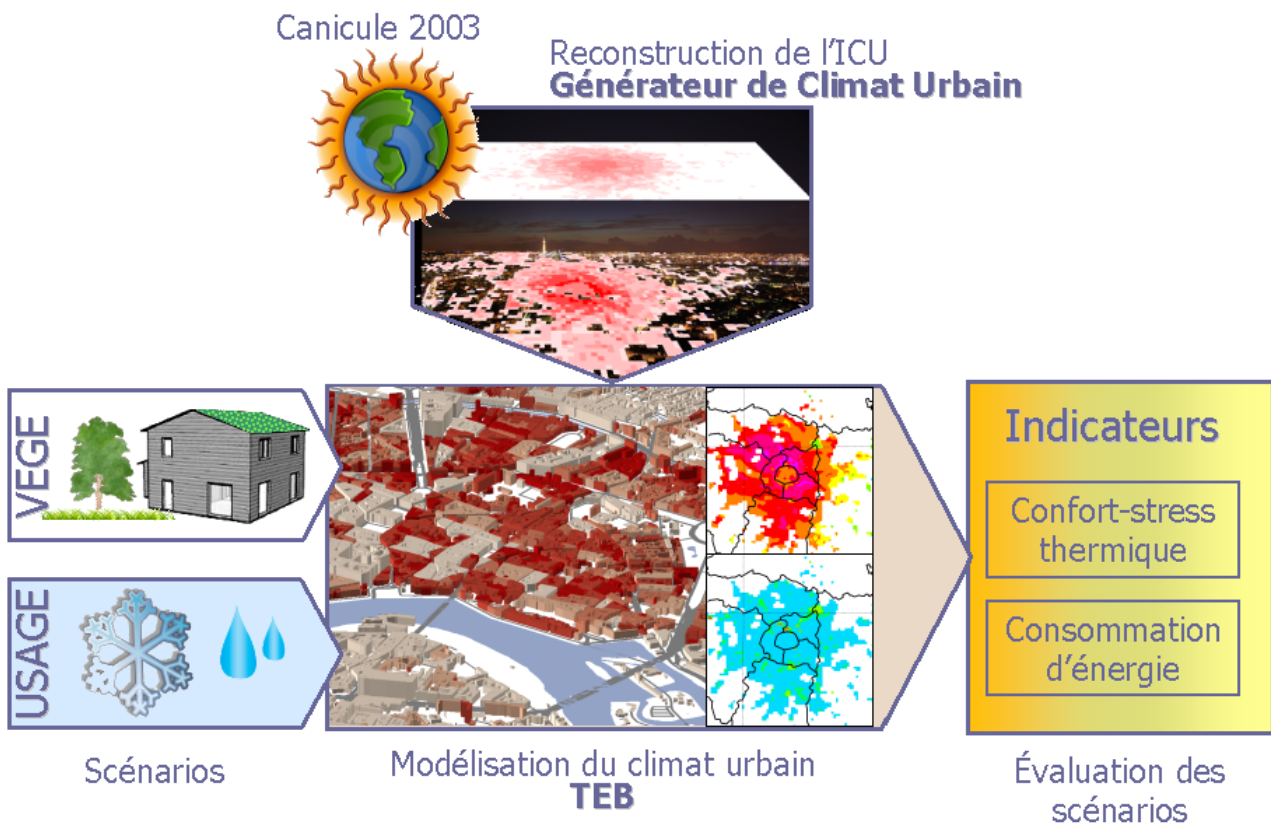 Canicule 2003
Reconstruction de l'ICU
Générateur de Climat Urbain
VEGE
USAGE
Indicateurs
Confort-stress
thermique
Consommation
d'énergie
Scénarios
Modélisation du climat urbain
TEB
Évaluation des
scénarios